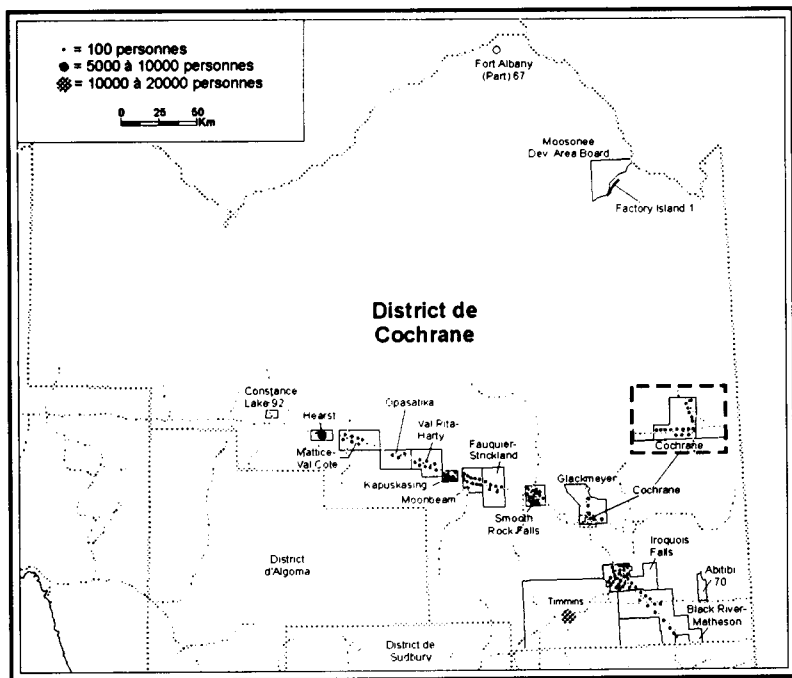 · = 100 personnes
● = 5000 à 10000 personnes
= 10000 à 20000 personnes
0 25 50
Km
Fort Albany
(Part) 67
Moosonee
Dev. Area Board
Factory Island 1
District de
Cochrane
Constance
Lake 92
Hearst
Opasatika
Val Rita-
Harty
Mattice-
Val Cote
Fauquier-
Strickland
Kapuskasing
Moonbeam
Smooth
Rock Falls
Glackmeyer
Cochrane
Cochrane
Iroquois
Falls
Abitibi
70
District
d'Algoma
Timmins
Black River-
Matheson
District de
Sudbury